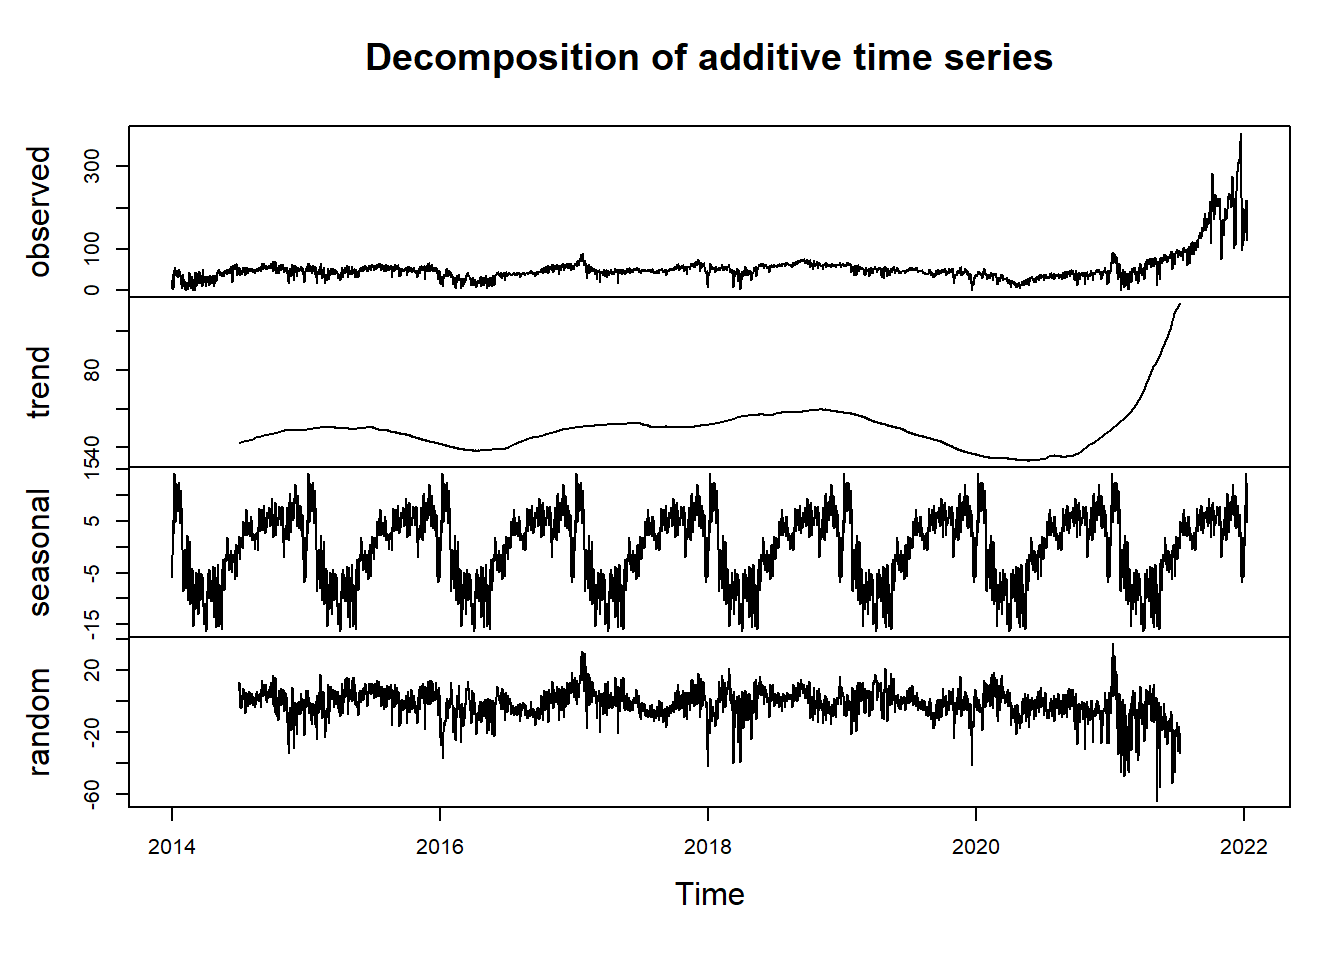 Decomposition of additive time series
observed
0 100 300
trend
40 80
seasonal
-15 -5 5 15
random
-60 -20 20
2014 2016 2018 2020 2022
Time